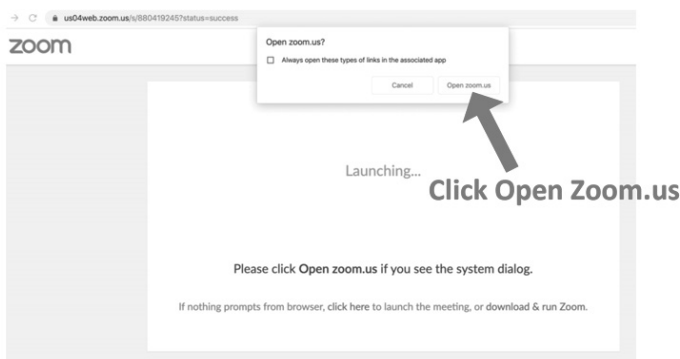 us04web.zoom.us/s/880419245?status=success
zoom
Open zoom.us?
Always open these types of links in the associated app
Cancel
Open zoom.us
Launching...
Click Open Zoom.us
Please click Open zoom.us if you see the system dialog.
If nothing prompts from browser, click here to launch the meeting, or download & run Zoom.